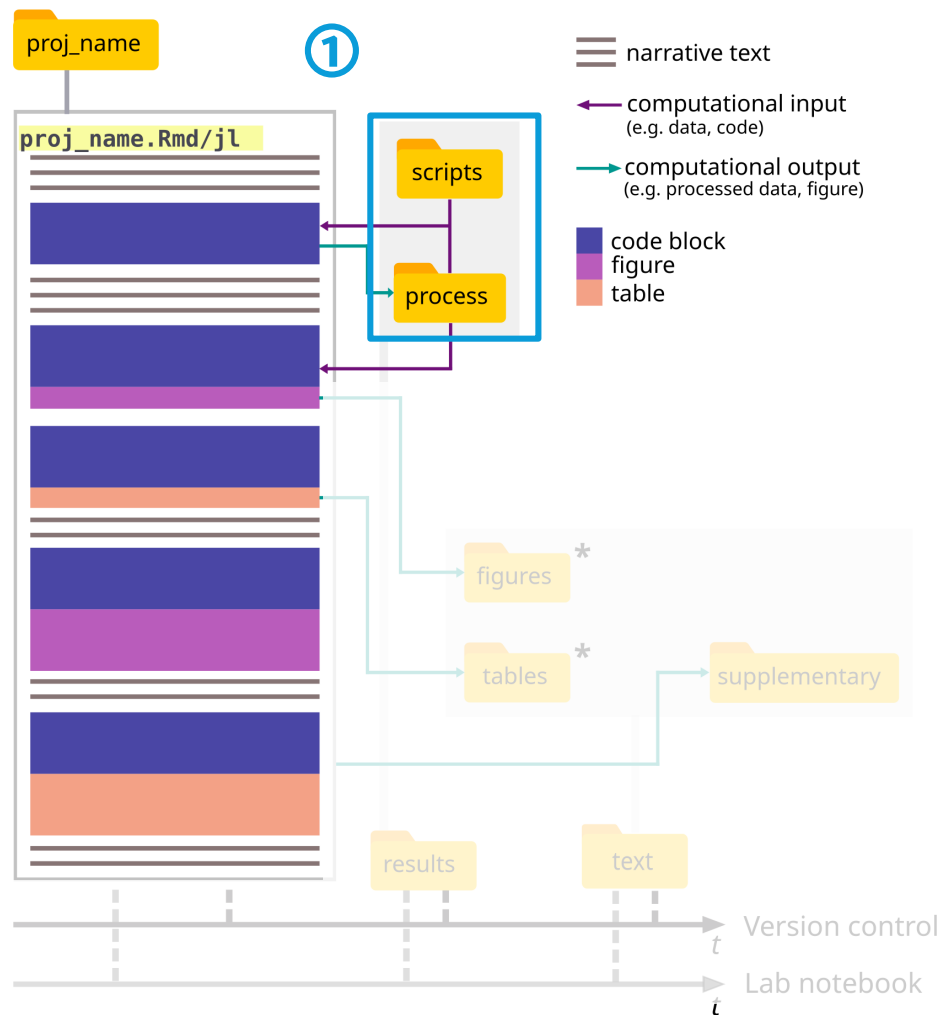 proj_name
1
proj_name.Rmd/jl
narrative text
computational input
(e.g. data, code)
computational output
(e.g. processed data, figure)
code block
figure
table
scripts
process
figures *
tables *
supplementary
results
text
Version control
t
Lab notebook
t